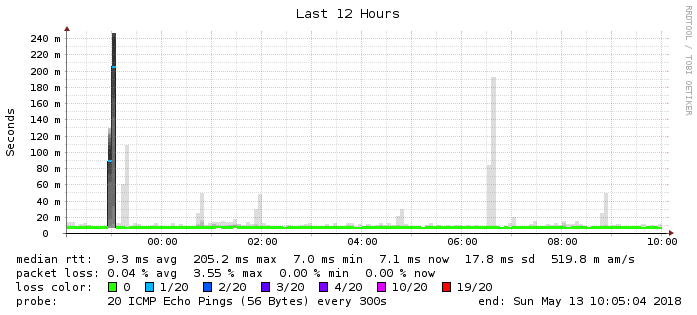 Last 12 Hours
RRDTOOL / TOBI OETIKER
Seconds
240 m
220 m
200 m
180 m
160 m
140 m
120 m
100 m
80 m
60 m
40 m
20 m
0
00:00 02:00 04:00 06:00 08:00 10:00
median rtt: 9.3 ms avg 205.2 ms max 7.0 ms min 7.1 ms now 17.8 ms sd 519.8 m am/s
packet loss: 0.04 % avg 3.55 % max 0.00 % min 0.00 % now
loss color: 0 1/20 2/20 3/20 4/20 10/20 19/20
probe: 20 ICMP Echo Pings (56 Bytes) every 300s end: Sun May 13 10:05:04 2018